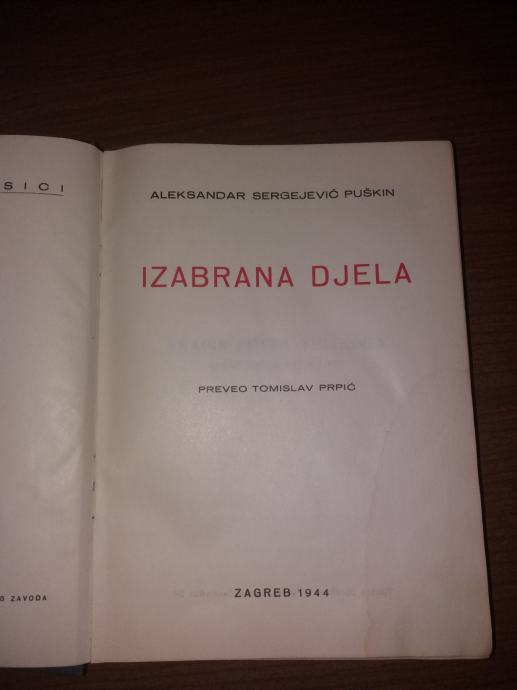 SICI
ALEKSANDAR SERGEJEVIĆ PUŠKIN
IZABRANA DJELA
PREVEO TOMISLAV PRPIĆ
G ZAVODA
ZAGREB 1944